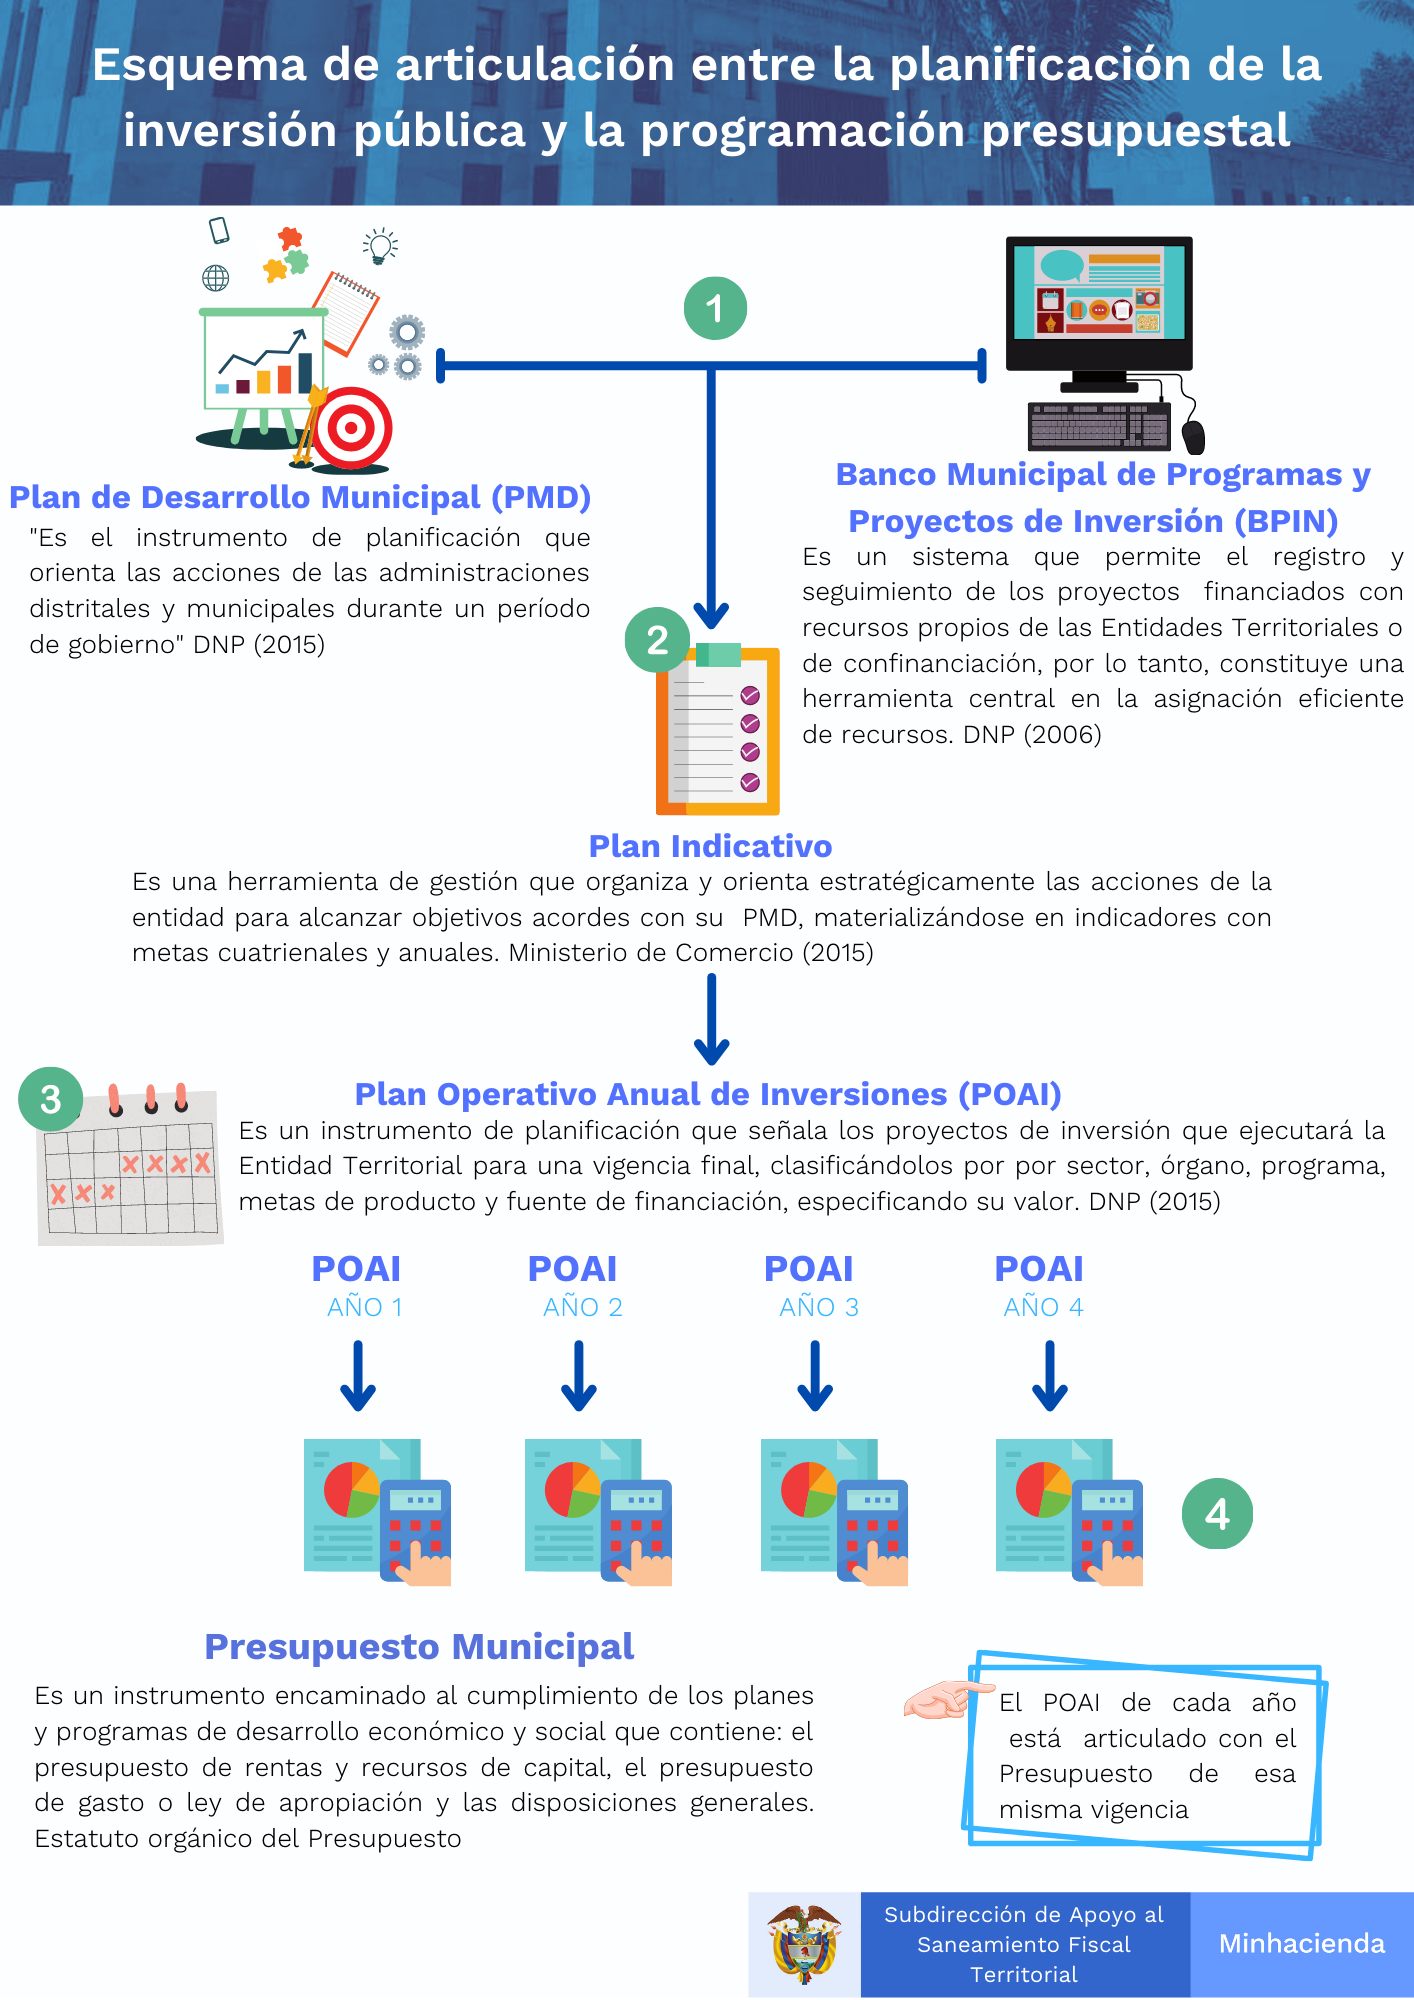 Esquema de articulación entre la planificación de la
inversión pública y la programación presupuestal
1
Plan de Desarrollo Municipal (PMD)
"Es el instrumento de planificación que
orienta las acciones de las administraciones
distritales y municipales durante un período
de gobierno" DNP (2015)
Banco Municipal de Programas y
Proyectos de Inversión (BPIN)
Es un sistema que permite el registro y
seguimiento de los proyectos financiados con
recursos propios de las Entidades Territoriales o
de confinanciación, por lo tanto, constituye una
herramienta central en la asignación eficiente
de recursos. DNP (2006)
2
Plan Indicativo
Es una herramienta de gestión que organiza y orienta estratégicamente las acciones de la
entidad para alcanzar objetivos acordes con su PMD, materializándose en indicadores con
metas cuatrienales y anuales. Ministerio de Comercio (2015)
3
Plan Operativo Anual de Inversiones (POAI)
Es un instrumento de planificación que señala los proyectos de inversión que ejecutará la
Entidad Territorial para una vigencia final, clasificándolos por por sector, órgano, programa,
metas de producto y fuente de financiación, especificando su valor. DNP (2015)
POAI
AÑO 1
POAI
AÑO 2
POAI
AÑO 3
POAI
AÑO 4
4
Presupuesto Municipal
Es un instrumento encaminado al cumplimiento de los planes
y programas de desarrollo económico y social que contiene: el
presupuesto de rentas y recursos de capital, el presupuesto
de gasto o ley de apropiación y las disposiciones generales.
Estatuto orgánico del Presupuesto
El POAI de cada año
está articulado con el
Presupuesto de esa
misma vigencia
Subdirección de Apoyo al
Saneamiento Fiscal
Territorial
Minhacienda